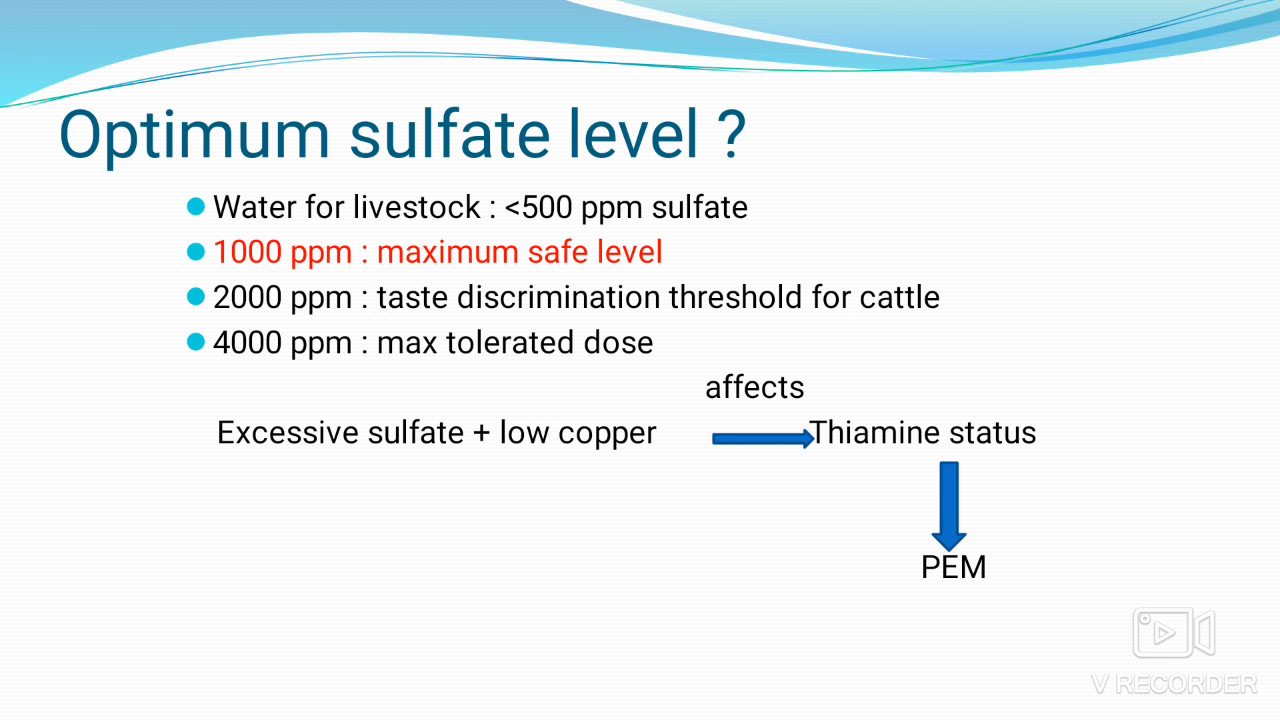 Optimum sulfate level ?
Water for livestock : <500 ppm sulfate
1000 ppm : maximum safe level
2000 ppm : taste discrimination threshold for cattle
4000 ppm : max tolerated dose
affects
Excessive sulfate + low copper Thiamine status
PEM
V RECORDER